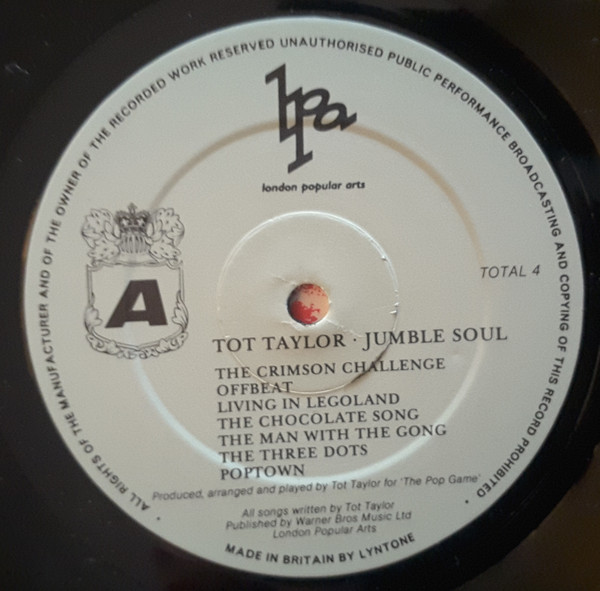 ALL RIGHTS OF THE MANUFACTURER AND OF THE OWNER OF THE RECORDED WORK RESERVED UNAUTHORISED PUBLIC PERFORMANCE BROADCASTING AND COPYING OF THIS RECORD PROHIBITED
lpa
london popular arts
A
TOTAL 4
TOT TAYLOR · JUMBLE SOUL
THE CRIMSON CHALLENGE
OFFBEAT
LIVING IN LEGOLAND
THE CHOCOLATE SONG
THE MAN WITH THE GONG
THE THREE DOTS
POPTOWN
Produced, arranged and played by Tot Taylor for 'The Pop Game'
All songs written by Tot Taylor
Published by Warner Bros Music Ltd
London Popular Arts
MADE IN BRITAIN BY LYNTONE